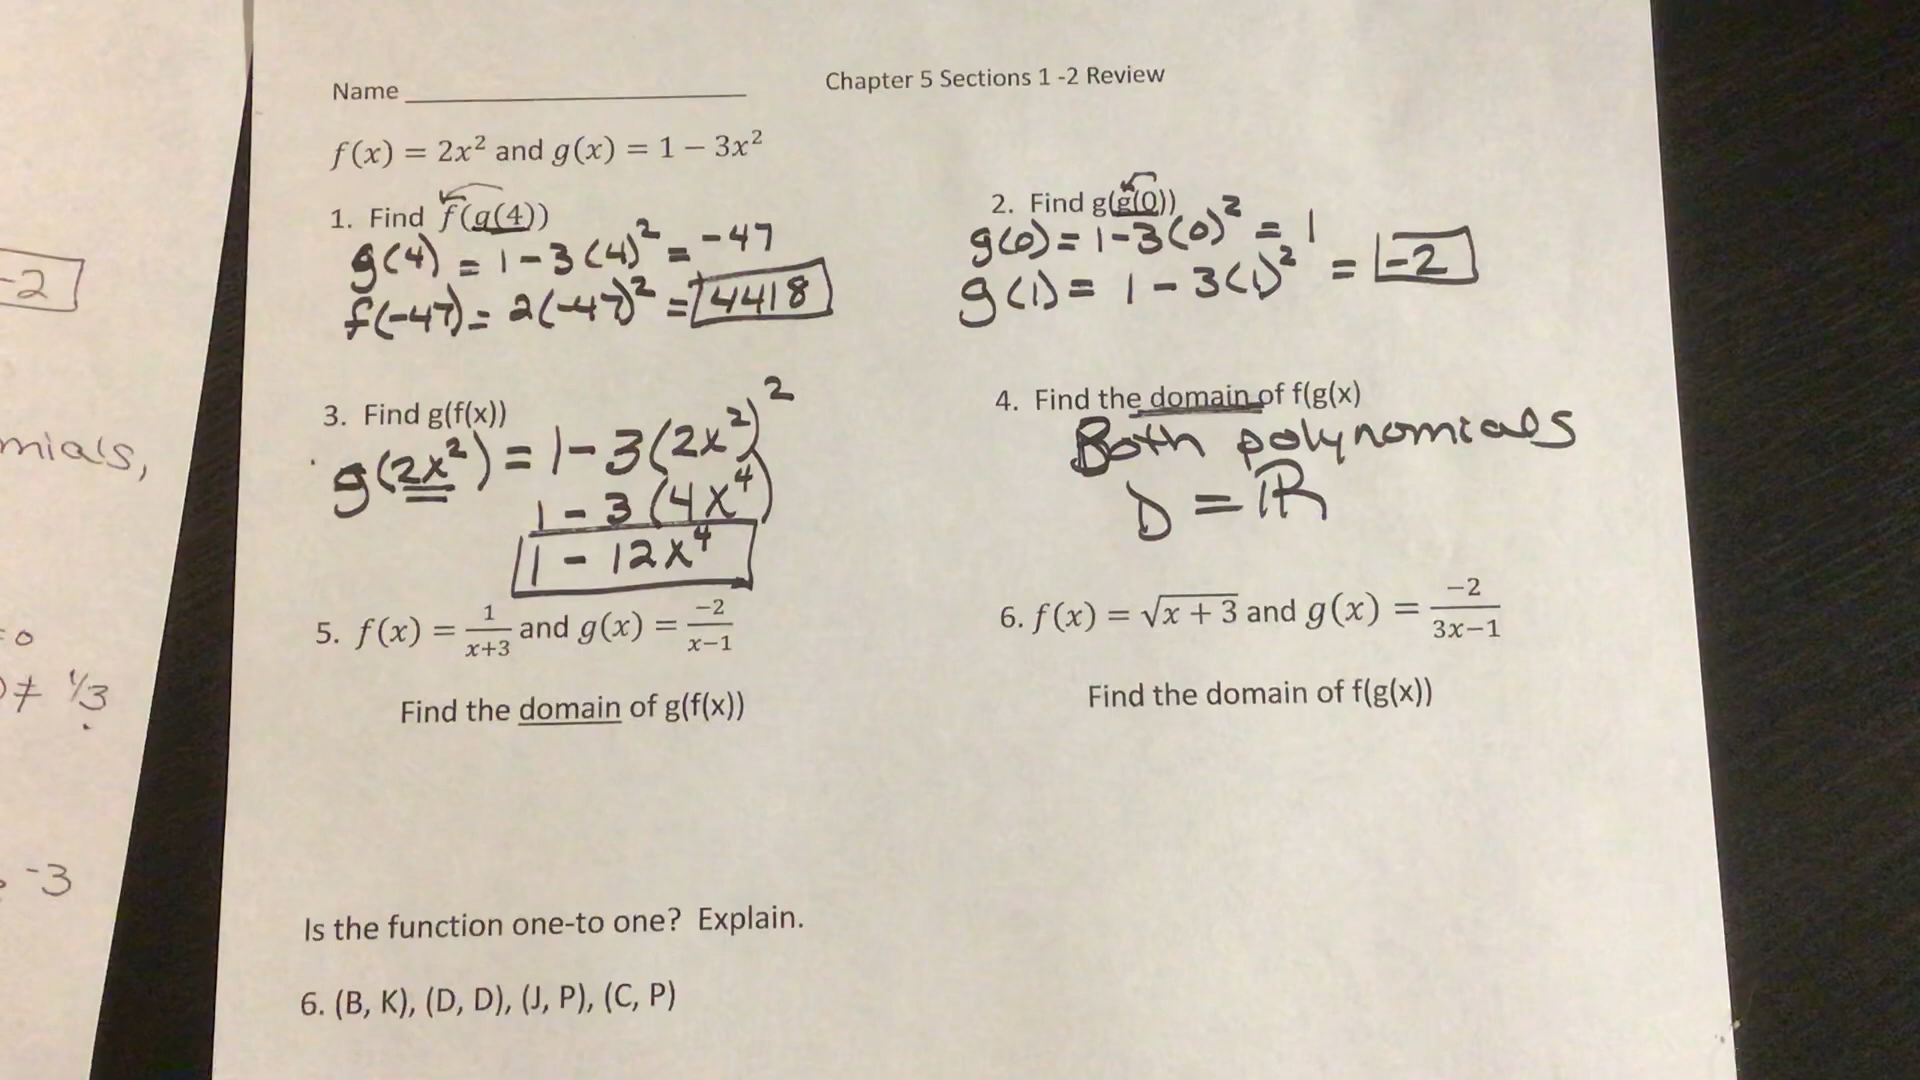 Name
Chapter 5 Sections 1 -2 Review
f(x) = 2x² and g(x) = 1 − 3x²
1. Find f(g(4))
g(4) = 1-3(4)² = -47
f(-47) = 2(-47)² = 4418
2. Find g(g(0))
g(0) = 1-3(0)² = 1
g(1) = 1-3(1)² = -2
3. Find g(f(x))
g(2x²) = 1-3(2x²)²
1-3(4x⁴)
1-12x⁴
4. Find the domain of f(g(x)
Both polynomials
D = ℝ
5. f(x) = 1/(x+3) and g(x) = −2/(x−1)
Find the domain of g(f(x))
6. f(x) = √(x + 3) and g(x) = −2/(3x−1)
Find the domain of f(g(x))
Is the function one-to one? Explain.
6. (B, K), (D, D), (J, P), (C, P)
-2
mials,
=0
≠ 1/3
-3